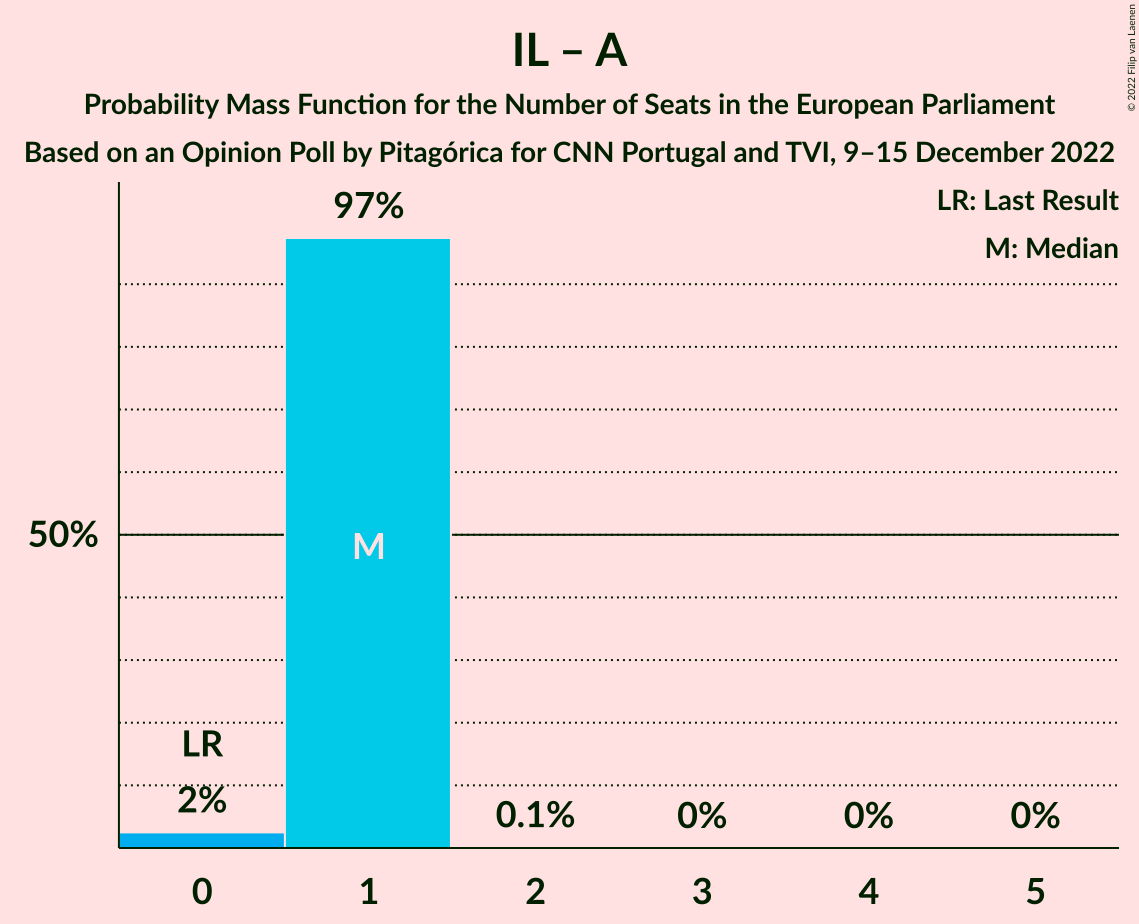 IL – A
Probability Mass Function for the Number of Seats in the European Parliament
Based on an Opinion Poll by Pitagórica for CNN Portugal and TVI, 9–15 December 2022
© 2022 Filip van Laenen
LR: Last Result
M: Median
97%
50%
M
LR
2%
0.1%
0%
0%
0%
0 1 2 3 4 5